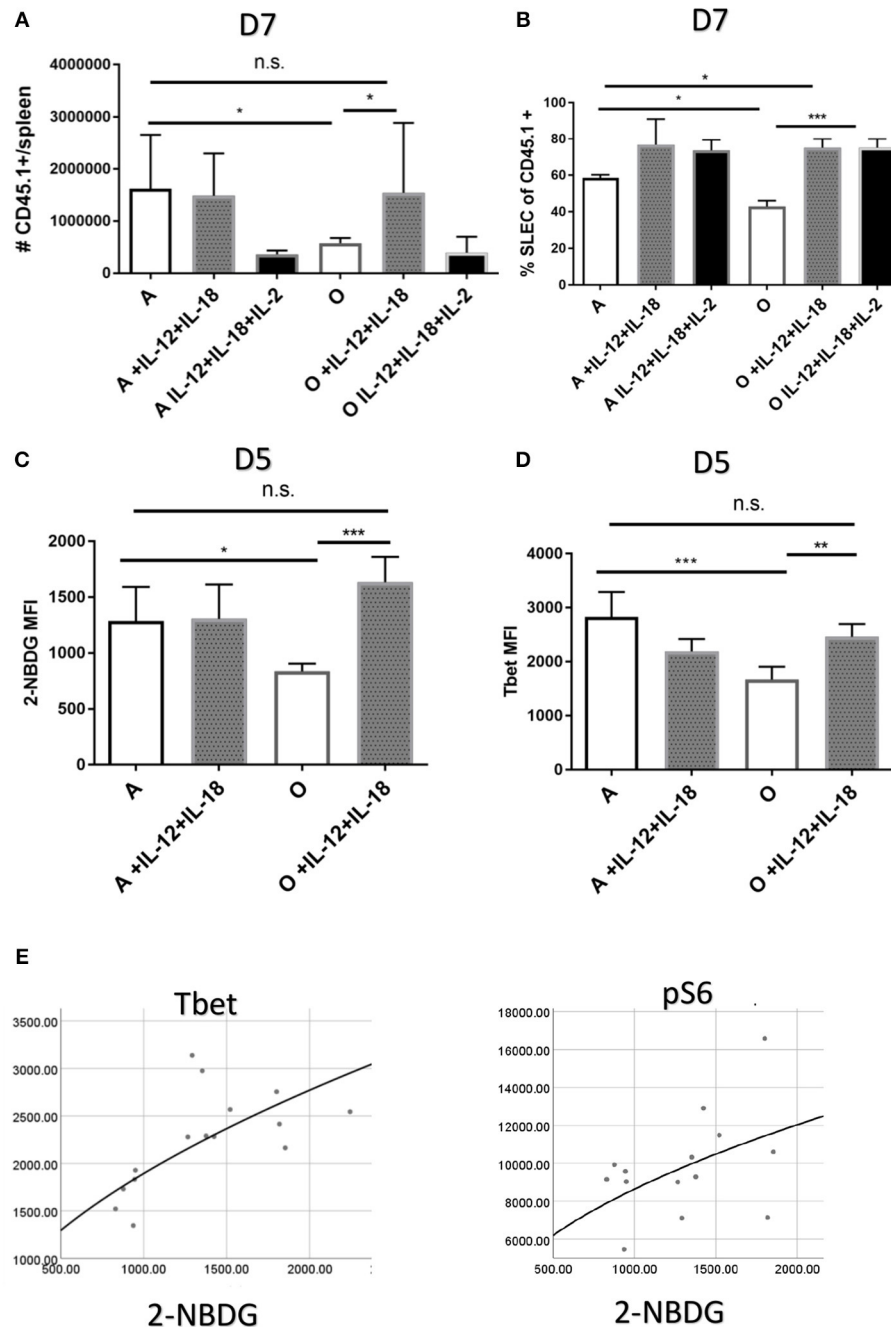 A
D7
n.s.
*
*
# CD45.1+/spleen
4000000
3000000
2000000
1000000
0
A
A +IL-12+IL-18
A IL-12+IL-18+IL-2
O
O +IL-12+IL-18
O IL-12+IL-18+IL-2
B
D7
*
*
***
% SLEC of CD45.1 +
100
80
60
40
20
0
A
A +IL-12+IL-18
A IL-12+IL-18+IL-2
O
O +IL-12+IL-18
O IL-12+IL-18+IL-2
C
D5
n.s.
*
***
2-NBDG MFI
2000
1500
1000
500
0
A
A +IL-12+IL-18
O
O +IL-12+IL-18
D
D5
n.s.
***
**
Tbet MFI
4000
3000
2000
1000
0
A
A +IL-12+IL-18
O
O +IL-12+IL-18
E
Tbet
3500.00
3000.00
2500.00
2000.00
1500.00
1000.00
500.00 1000.00 1500.00 2000.00
2-NBDG
pS6
18000.00
16000.00
14000.00
12000.00
10000.00
8000.00
6000.00
500.00 1000.00 1500.00 2000.00
2-NBDG